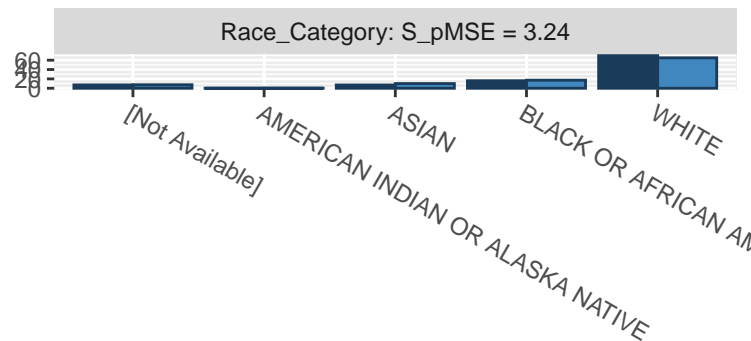 Race_Category: S_pMSE = 3.24
60
40
20
0
[Not Available]
AMERICAN INDIAN OR ALASKA NATIVE
ASIAN
BLACK OR AFRICAN AM
WHITE